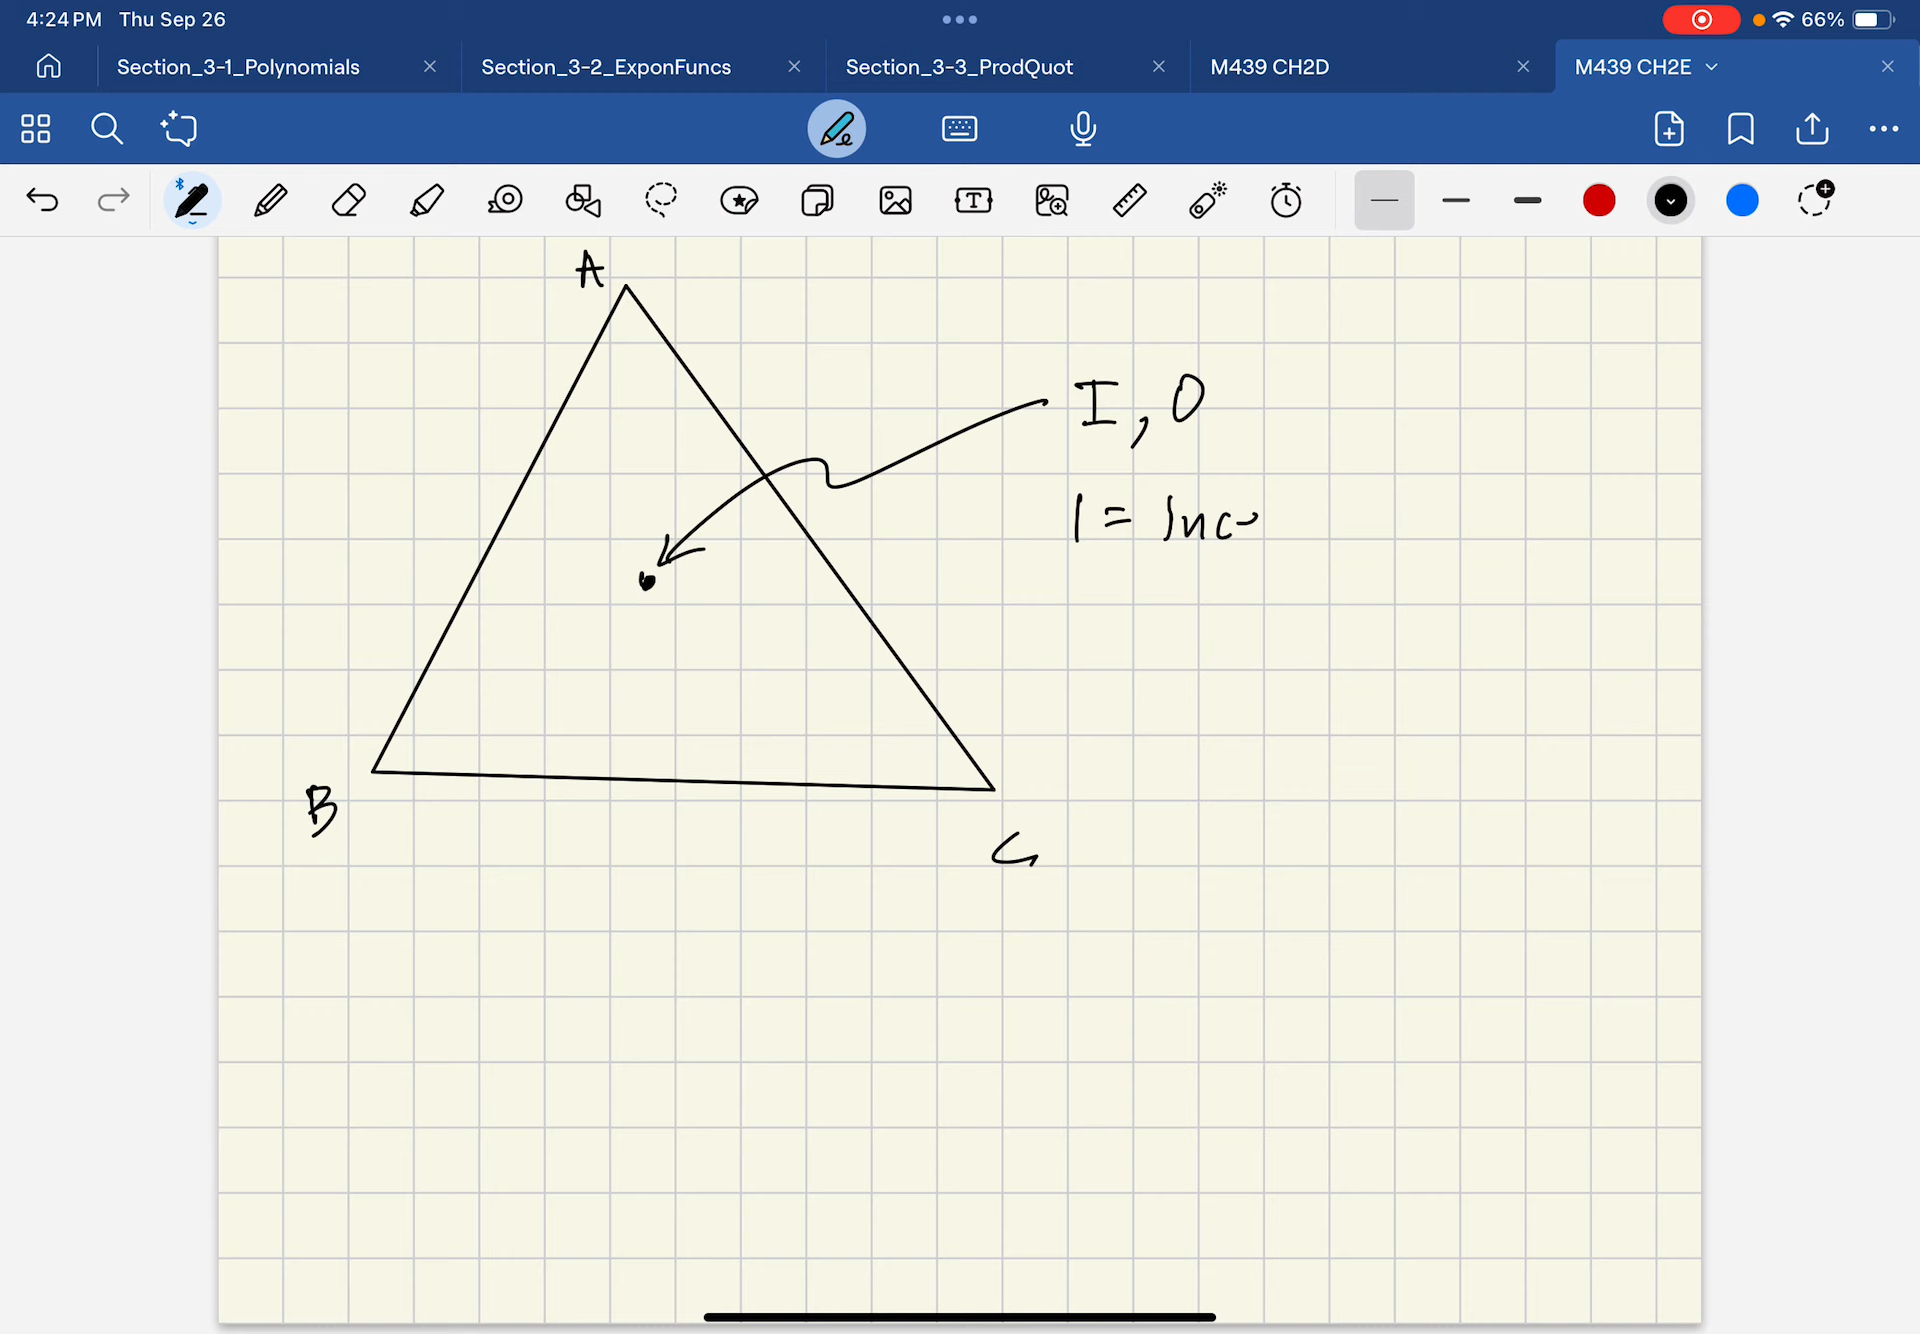 4:24 PM Thu Sep 26
66%
Section_3-1_Polynomials
Section_3-2_ExponFuncs
Section_3-3_ProdQuot
M439 CH2D
M439 CH2E
A
I, O
I = Inc
B
C